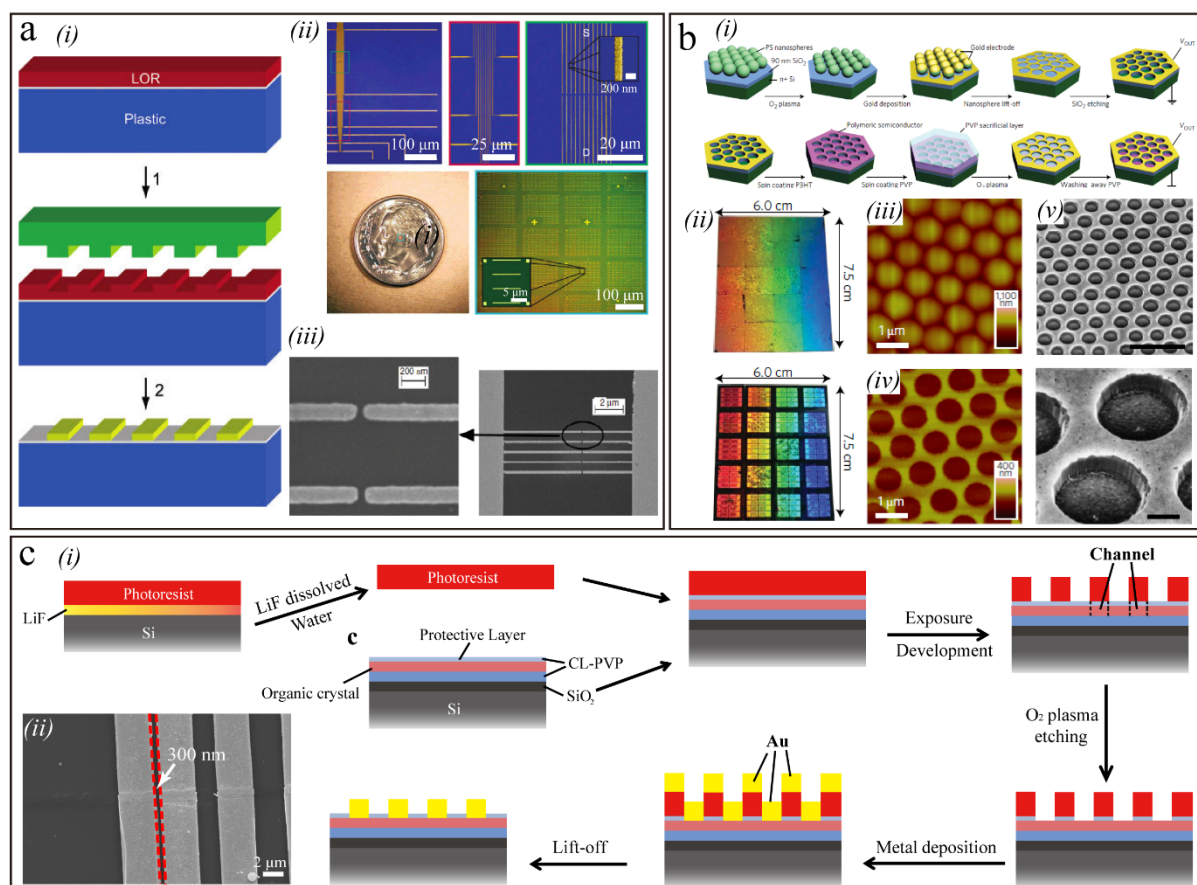 a
(i)
LOR
Plastic
1
2
(ii)
100 μm
25 μm
S
200 nm
D
20 μm
(i)
5 μm
100 μm
(iii)
200 nm
2 μm
b
(i)
PS nanospheres
90 nm SiO2
n+ Si
Gold electrode
VOUT
O2 plasma
Gold deposition
Nanosphere lift-off
SiO2 etching
Polymeric semiconductor
PVP sacrificial layer
VOUT
Spin coating P3HT
Spin coating PVP
O2 plasma
Washing away PVP
(ii)
6.0 cm
7.5 cm
6.0 cm
7.5 cm
(iii)
1 μm
1,100
nm
(iv)
1 μm
400
nm
(v)
c
(i)
Photoresist
LiF
Si
LiF dissolved
Water
Photoresist
c
Protective Layer
CL-PVP
Organic crystal
SiO2
Si
Exposure
Development
Channel
O2 plasma
etching
Metal deposition
Au
Lift-off
(ii)
300 nm
2 μm